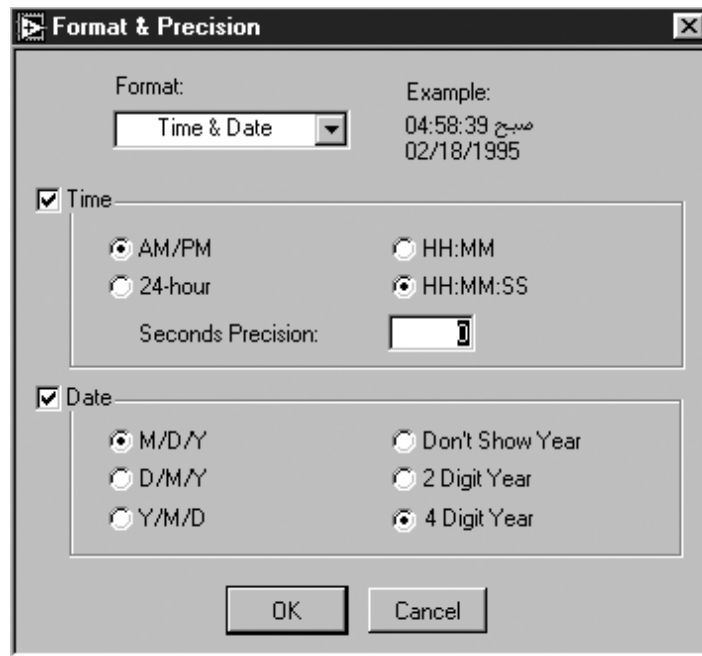 Format & Precision
Format:
Time & Date
Example:
04:58:39 صبح
02/18/1995
Time
AM/PM
HH:MM
24-hour
HH:MM:SS
Seconds Precision:
0
Date
M/D/Y
Don't Show Year
D/M/Y
2 Digit Year
Y/M/D
4 Digit Year
OK
Cancel